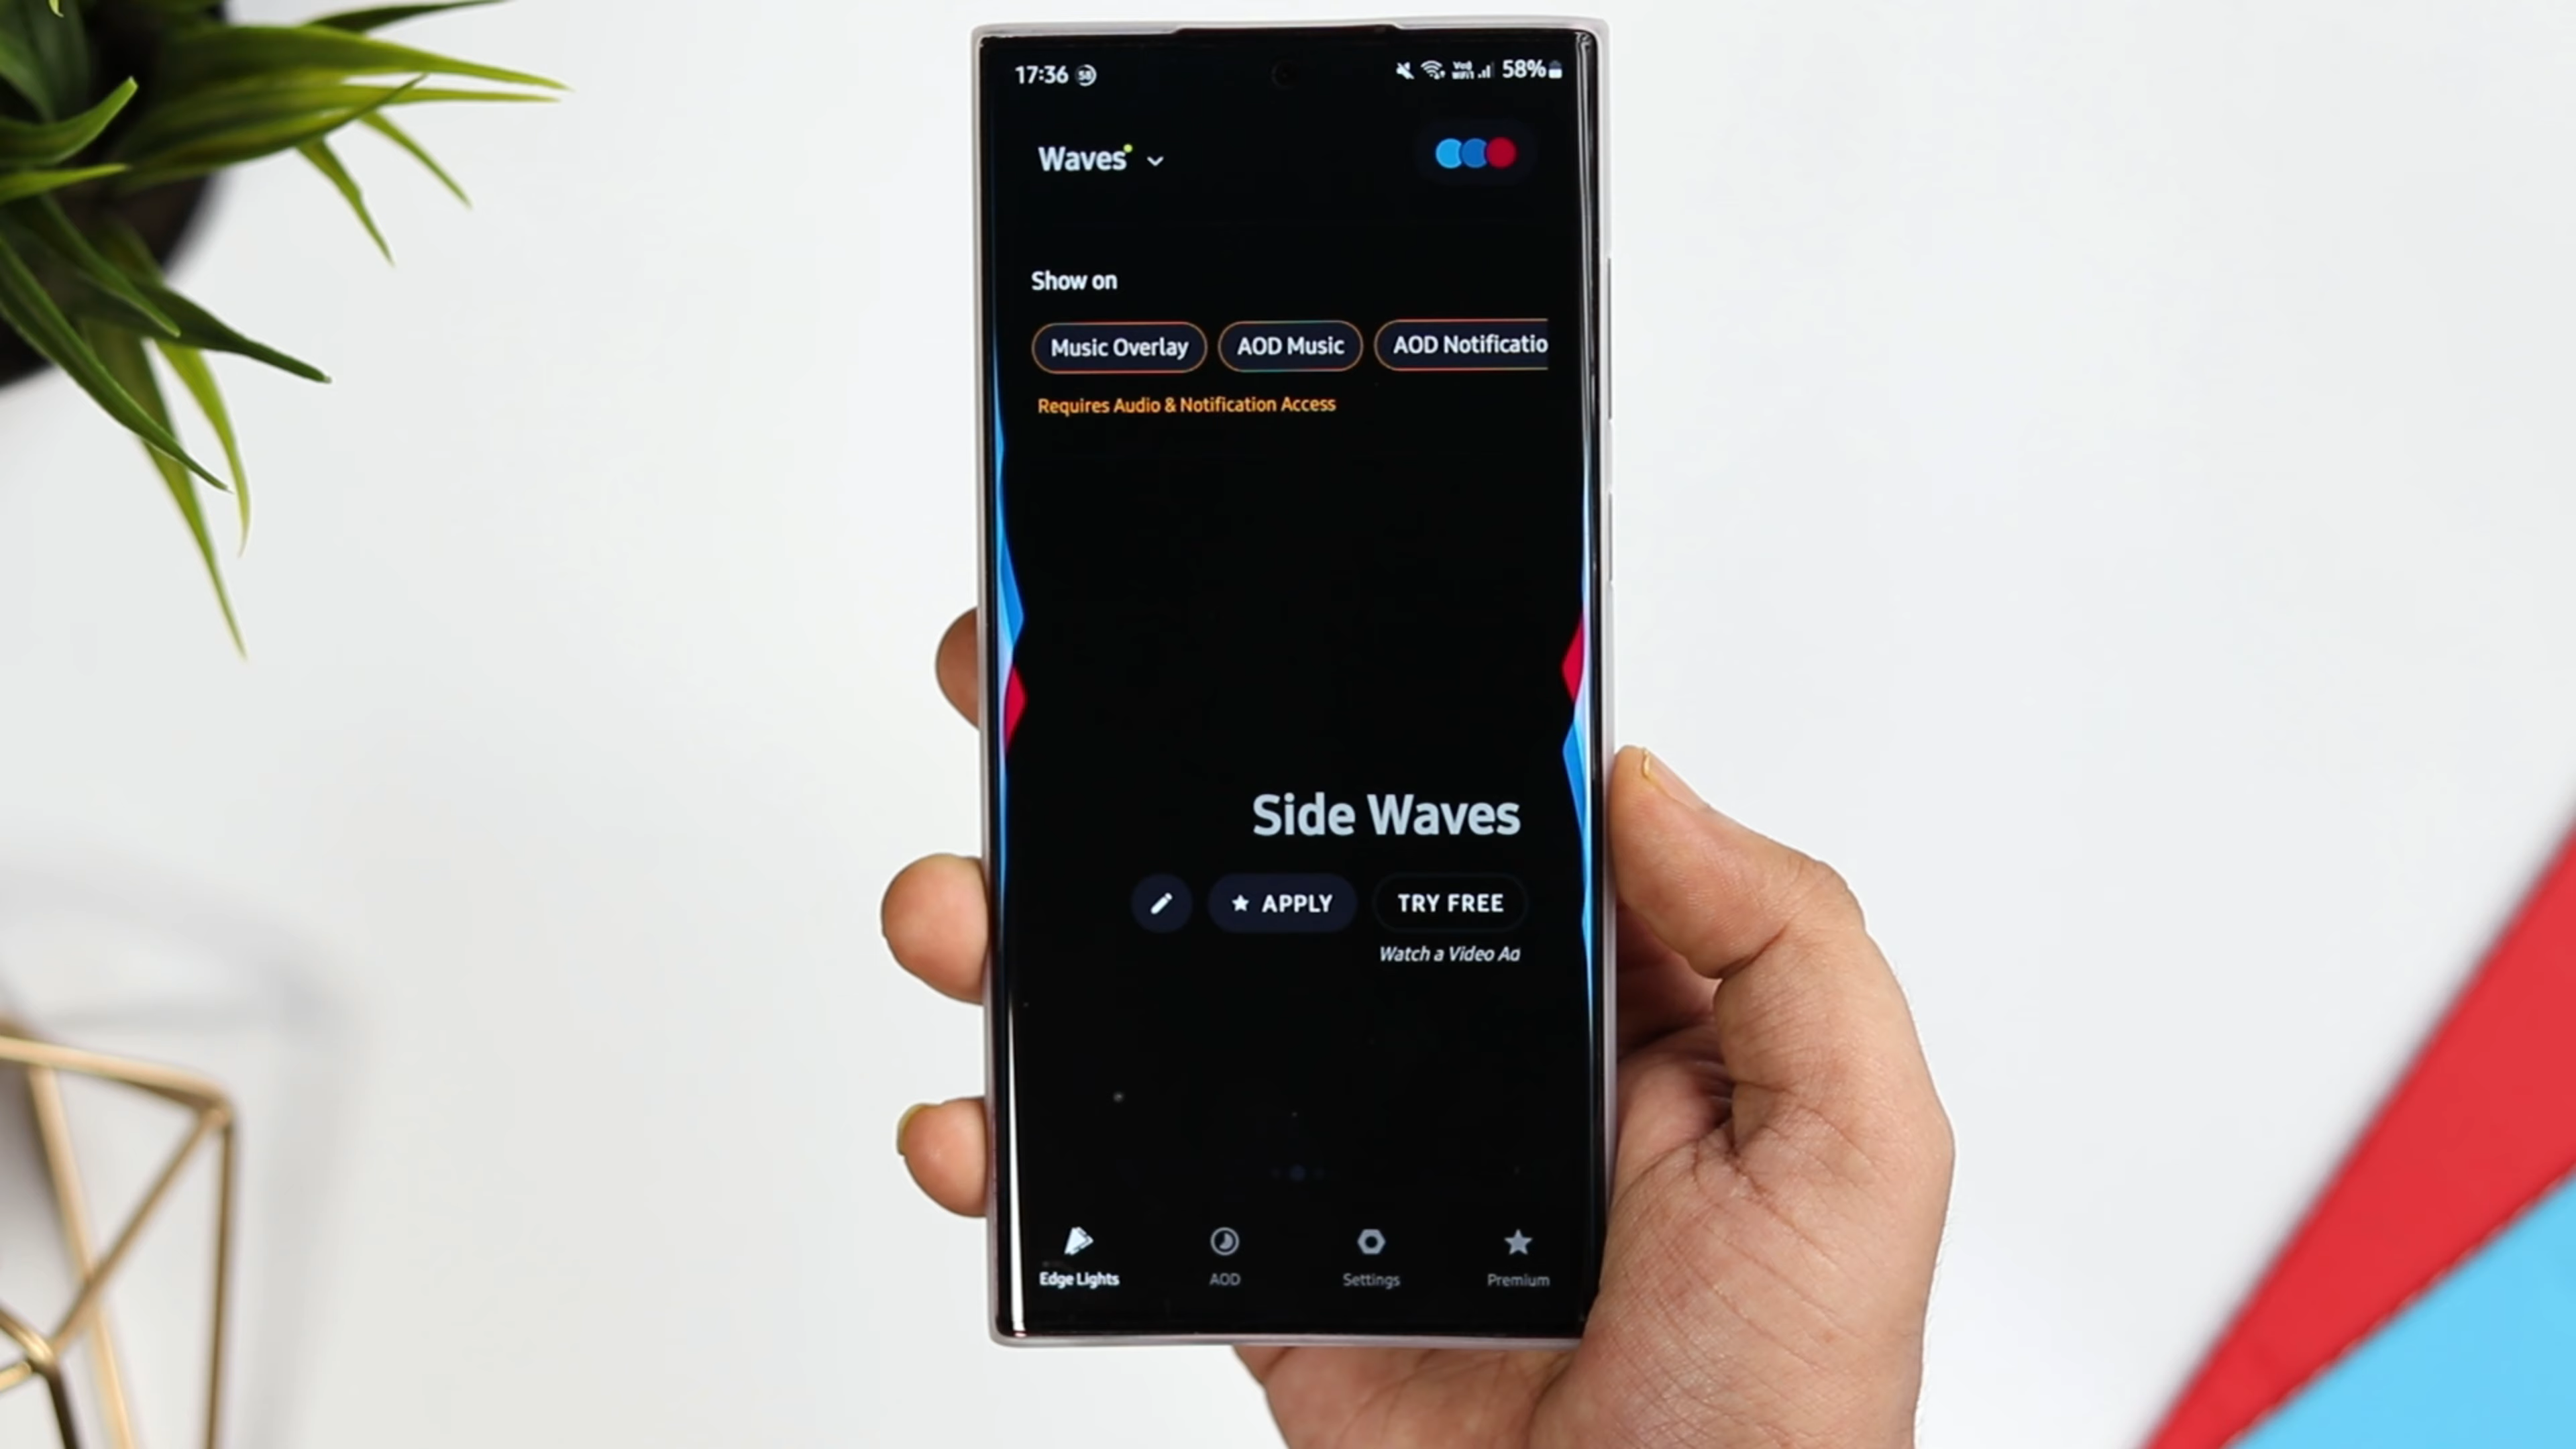 17:36 58
58%
Waves
Show on
Music Overlay AOD Music AOD Notificatio
Requires Audio & Notification Access
Side Waves
APPLY TRY FREE
Watch a Video Ad
Edge Lights AOD Settings Premium